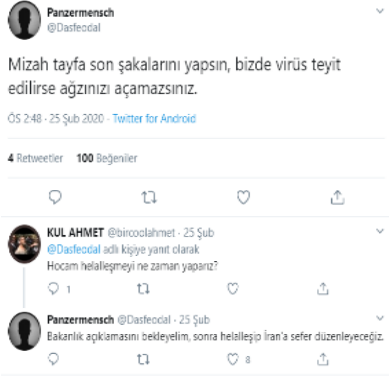 Panzermensch
@Dasfeodal
Mizah tayfa son şakalarını yapsın, bizde virüs teyit
edilirse ağzınızı açamazsınız.
ÖS 2:48 · 25 Şub 2020 · Twitter for Android
4 Retweetler 100 Beğeniler
KUL AHMET @bircoolahmet · 25 Şub
@Dasfeodal adlı kişiye yanıt olarak
Hocam helalleşmeyi ne zaman yaparız?
1
Panzermensch @Dasfeodal · 25 Şub
Bakanlık açıklamasını bekleyelim, sonra helalleşip İran'a sefer düzenleyeceğiz.
8